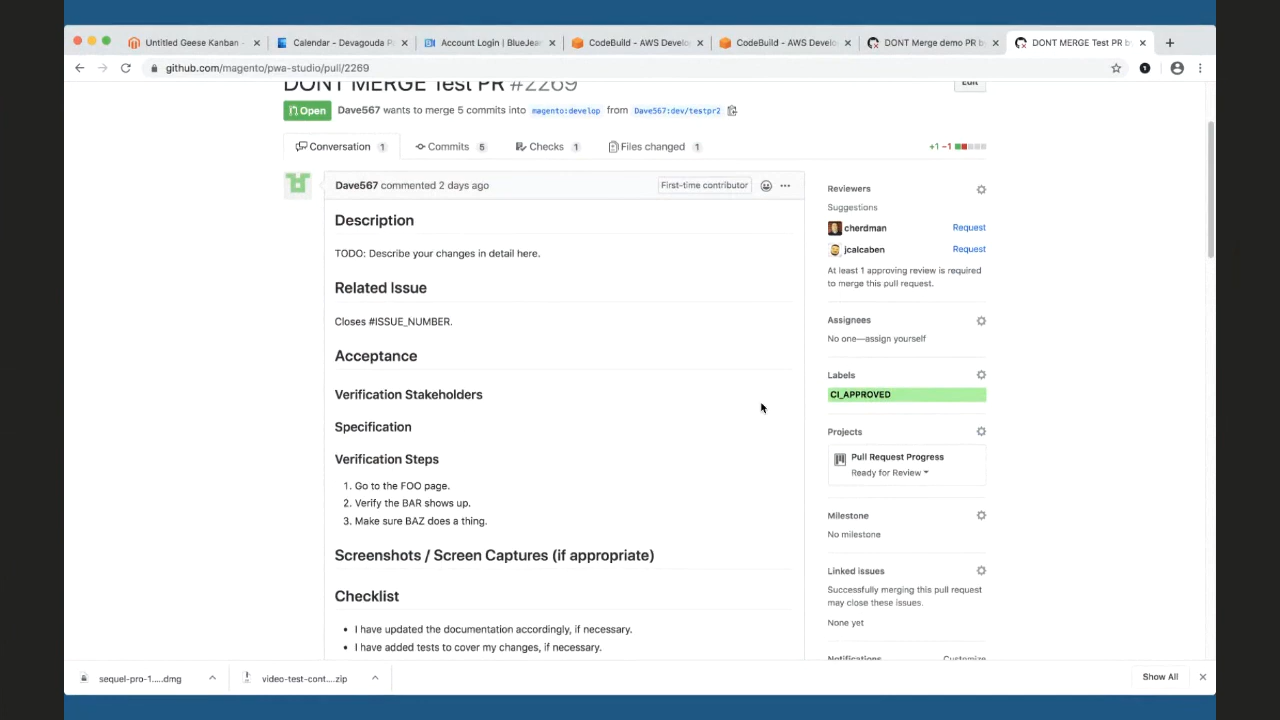 Untitled Geese Kanban -
Calendar - Devagouda P
Account Login | BlueJean
CodeBuild - AWS Develo
CodeBuild - AWS Develo
DONT Merge demo PR by
DONT MERGE Test PR b
github.com/magento/pwa-studio/pull/2269
DONT MERGE Test PR #2269
Edit
Open
Dave567 wants to merge 5 commits into magento:develop from Dave567:dev/testpr2
Conversation 1
Commits 5
Checks 1
Files changed 1
+1 −1
Dave567 commented 2 days ago
First-time contributor
Description
TODO: Describe your changes in detail here.
Related Issue
Closes #ISSUE_NUMBER.
Acceptance
Verification Stakeholders
Specification
Verification Steps
1. Go to the FOO page.
2. Verify the BAR shows up.
3. Make sure BAZ does a thing.
Screenshots / Screen Captures (if appropriate)
Checklist
• I have updated the documentation accordingly, if necessary.
• I have added tests to cover my changes, if necessary.
Reviewers
Suggestions
cherdman Request
jcalcaben Request
At least 1 approving review is required
to merge this pull request.
Assignees
No one—assign yourself
Labels
CI_APPROVED
Projects
Pull Request Progress
Ready for Review
Milestone
No milestone
Linked issues
Successfully merging this pull request
may close these issues.
None yet
Notifications Customize
sequel-pro-1.....dmg
video-test-cont....zip
Show All